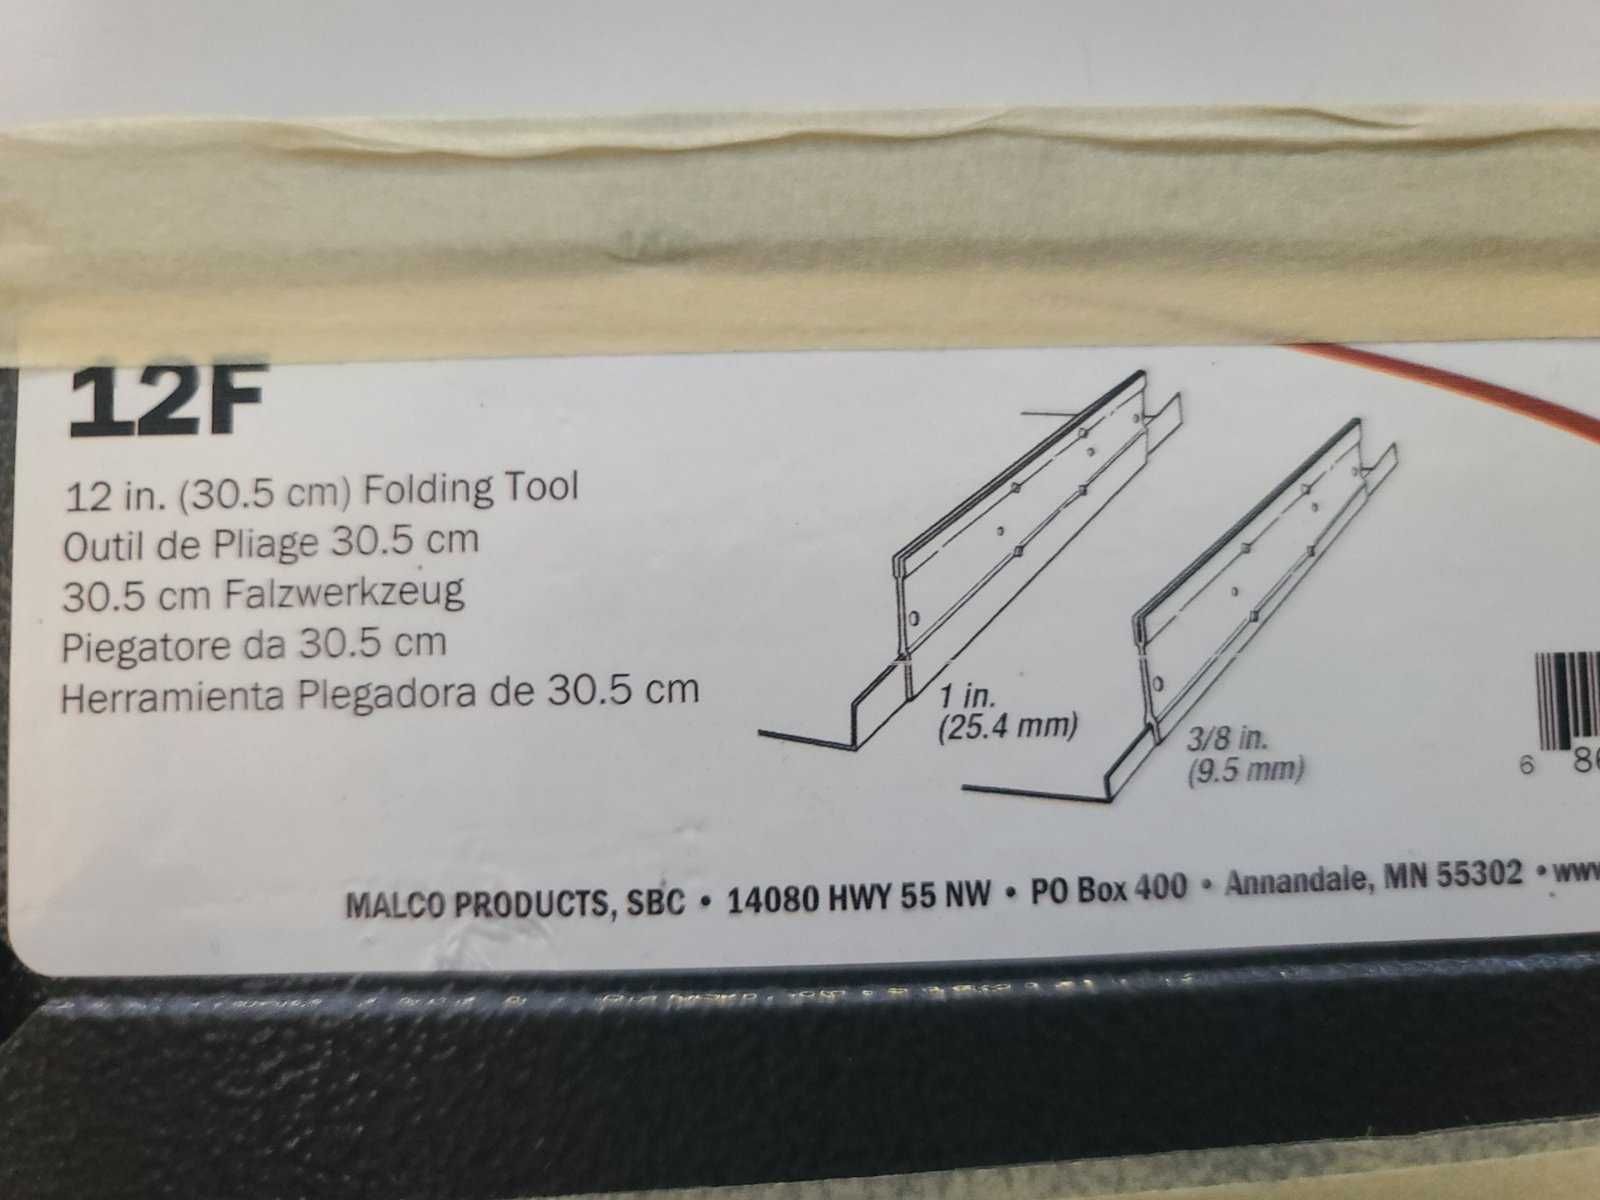 12F
12 in. (30.5 cm) Folding Tool
Outil de Pliage 30.5 cm
30.5 cm Falzwerkzeug
Piegatore da 30.5 cm
Herramienta Plegadora de 30.5 cm
1 in.
(25.4 mm)
3/8 in.
(9.5 mm)
6
MALCO PRODUCTS, SBC • 14080 HWY 55 NW • PO Box 400 • Annandale, MN 55302 • www